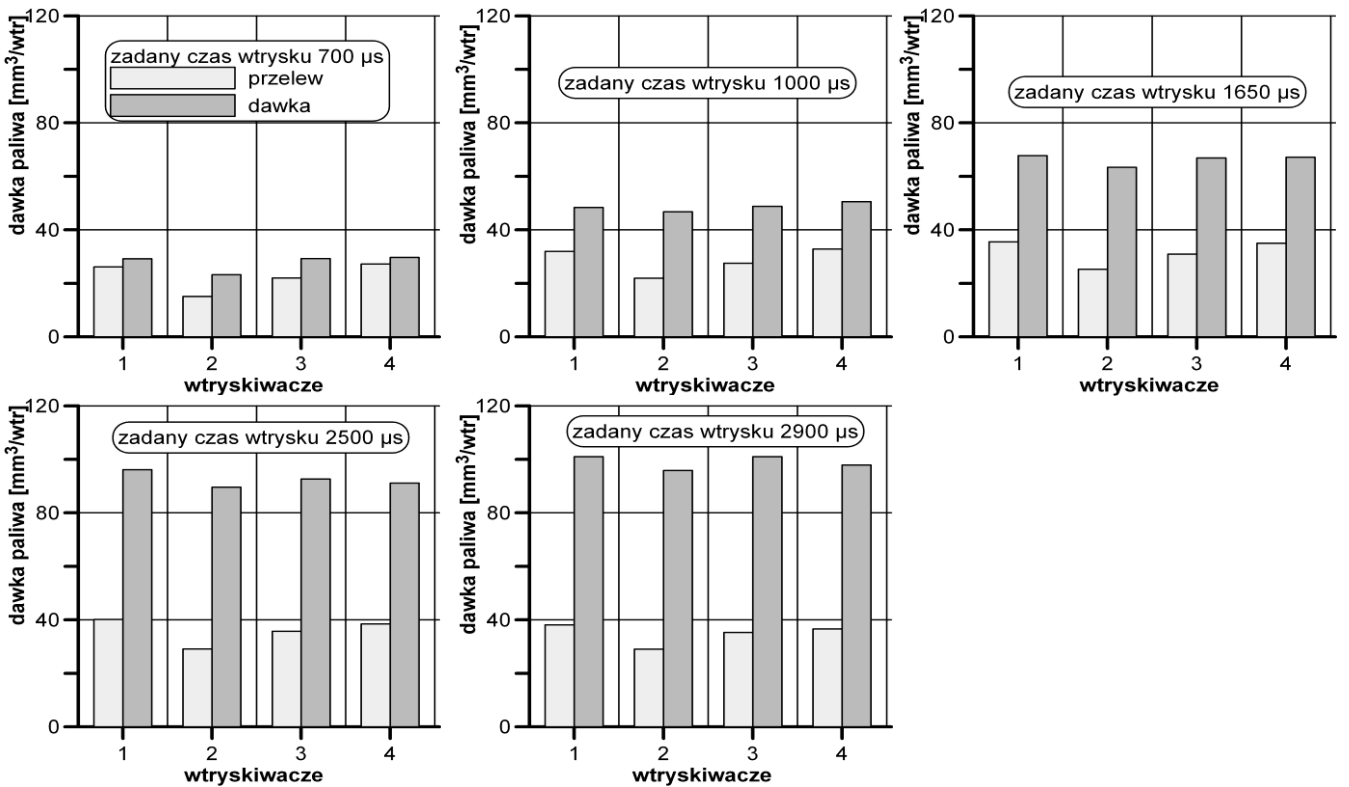 dawka paliwa [mm³/wtr]
120
80
40
0
zadany czas wtrysku 700 µs
przelew
dawka
1 2 3 4
wtryskiwacze
dawka paliwa [mm³/wtr]
120
80
40
0
zadany czas wtrysku 1000 µs
1 2 3 4
wtryskiwacze
dawka paliwa [mm³/wtr]
120
80
40
0
zadany czas wtrysku 1650 µs
1 2 3 4
wtryskiwacze
dawka paliwa [mm³/wtr]
120
80
40
0
zadany czas wtrysku 2500 µs
1 2 3 4
wtryskiwacze
dawka paliwa [mm³/wtr]
120
80
40
0
zadany czas wtrysku 2900 µs
1 2 3 4
wtryskiwacze